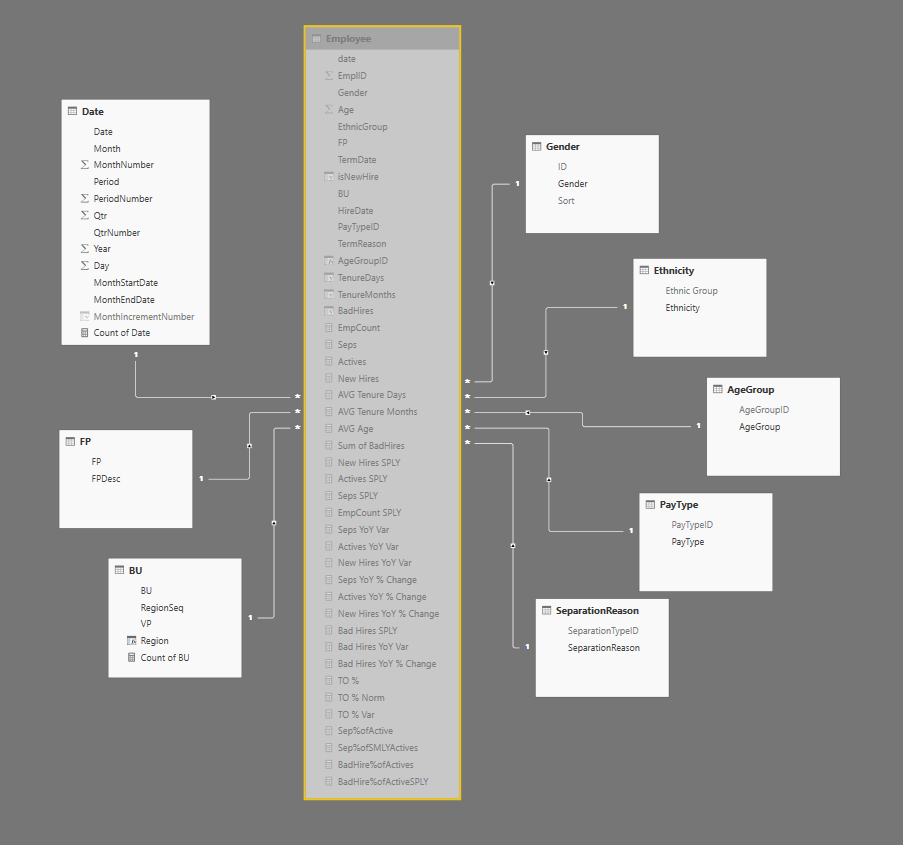 Employee
date
EmplID
Gender
Age
EthnicGroup
FP
TermDate
isNewHire
BU
HireDate
PayTypeID
TermReason
AgeGroupID
TenureDays
TenureMonths
BadHires
EmpCount
Seps
Actives
New Hires
AVG Tenure Days
AVG Tenure Months
AVG Age
Sum of BadHires
New Hires SPLY
Actives SPLY
Seps SPLY
EmpCount SPLY
Seps YoY Var
Actives YoY Var
New Hires YoY Var
Seps YoY % Change
Actives YoY % Change
New Hires YoY % Change
Bad Hires SPLY
Bad Hires YoY Var
Bad Hires YoY % Change
TO %
TO % Norm
TO % Var
Sep%ofActive
Sep%ofSMLYActives
BadHire%ofActives
BadHire%ofActiveSPLY
Date
Date
Month
MonthNumber
Period
PeriodNumber
Qtr
QtrNumber
Year
Day
MonthStartDate
MonthEndDate
MonthIncrementNumber
Count of Date
1
*
FP
FP
FPDesc
1
*
BU
BU
RegionSeq
VP
Region
Count of BU
1
*
Gender
ID
Gender
Sort
1
*
Ethnicity
Ethnic Group
Ethnicity
1
*
AgeGroup
AgeGroupID
AgeGroup
1
*
PayType
PayTypeID
PayType
1
*
SeparationReason
SeparationTypeID
SeparationReason
1
*